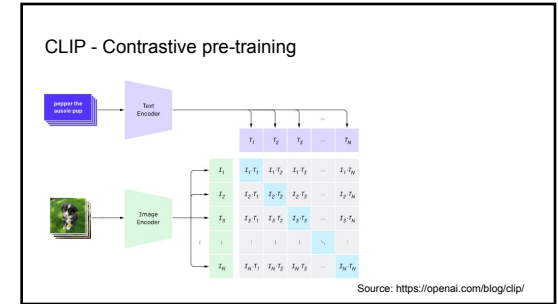 CLIP - Contrastive pre-training
pepper the
aussie pup
Text
Encoder
...
T1 T2 T3 ... TN
I1 I1·T1 I1·T2 I1·T3 ... I1·TN
I2 I2·T1 I2·T2 I2·T3 ... I2·TN
Image
Encoder
I3 I3·T1 I3·T2 I3·T3 ... I3·TN
⋮ ⋮ ⋮ ⋮ ⋮ ⋱ ⋮
IN IN·T1 IN·T2 IN·T3 ... IN·TN
Source: https://openai.com/blog/clip/